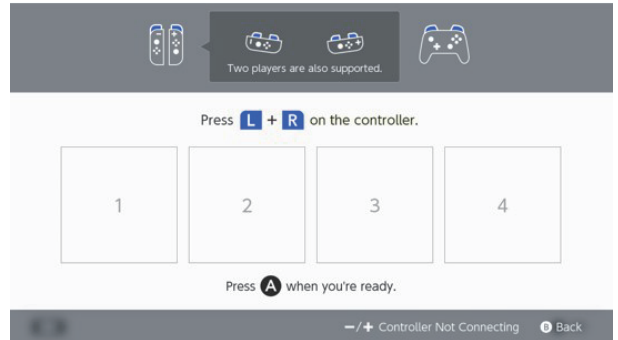 Two players are also supported.
Press L + R on the controller.
1 2 3 4
Press A when you're ready.
−/+ Controller Not Connecting B Back